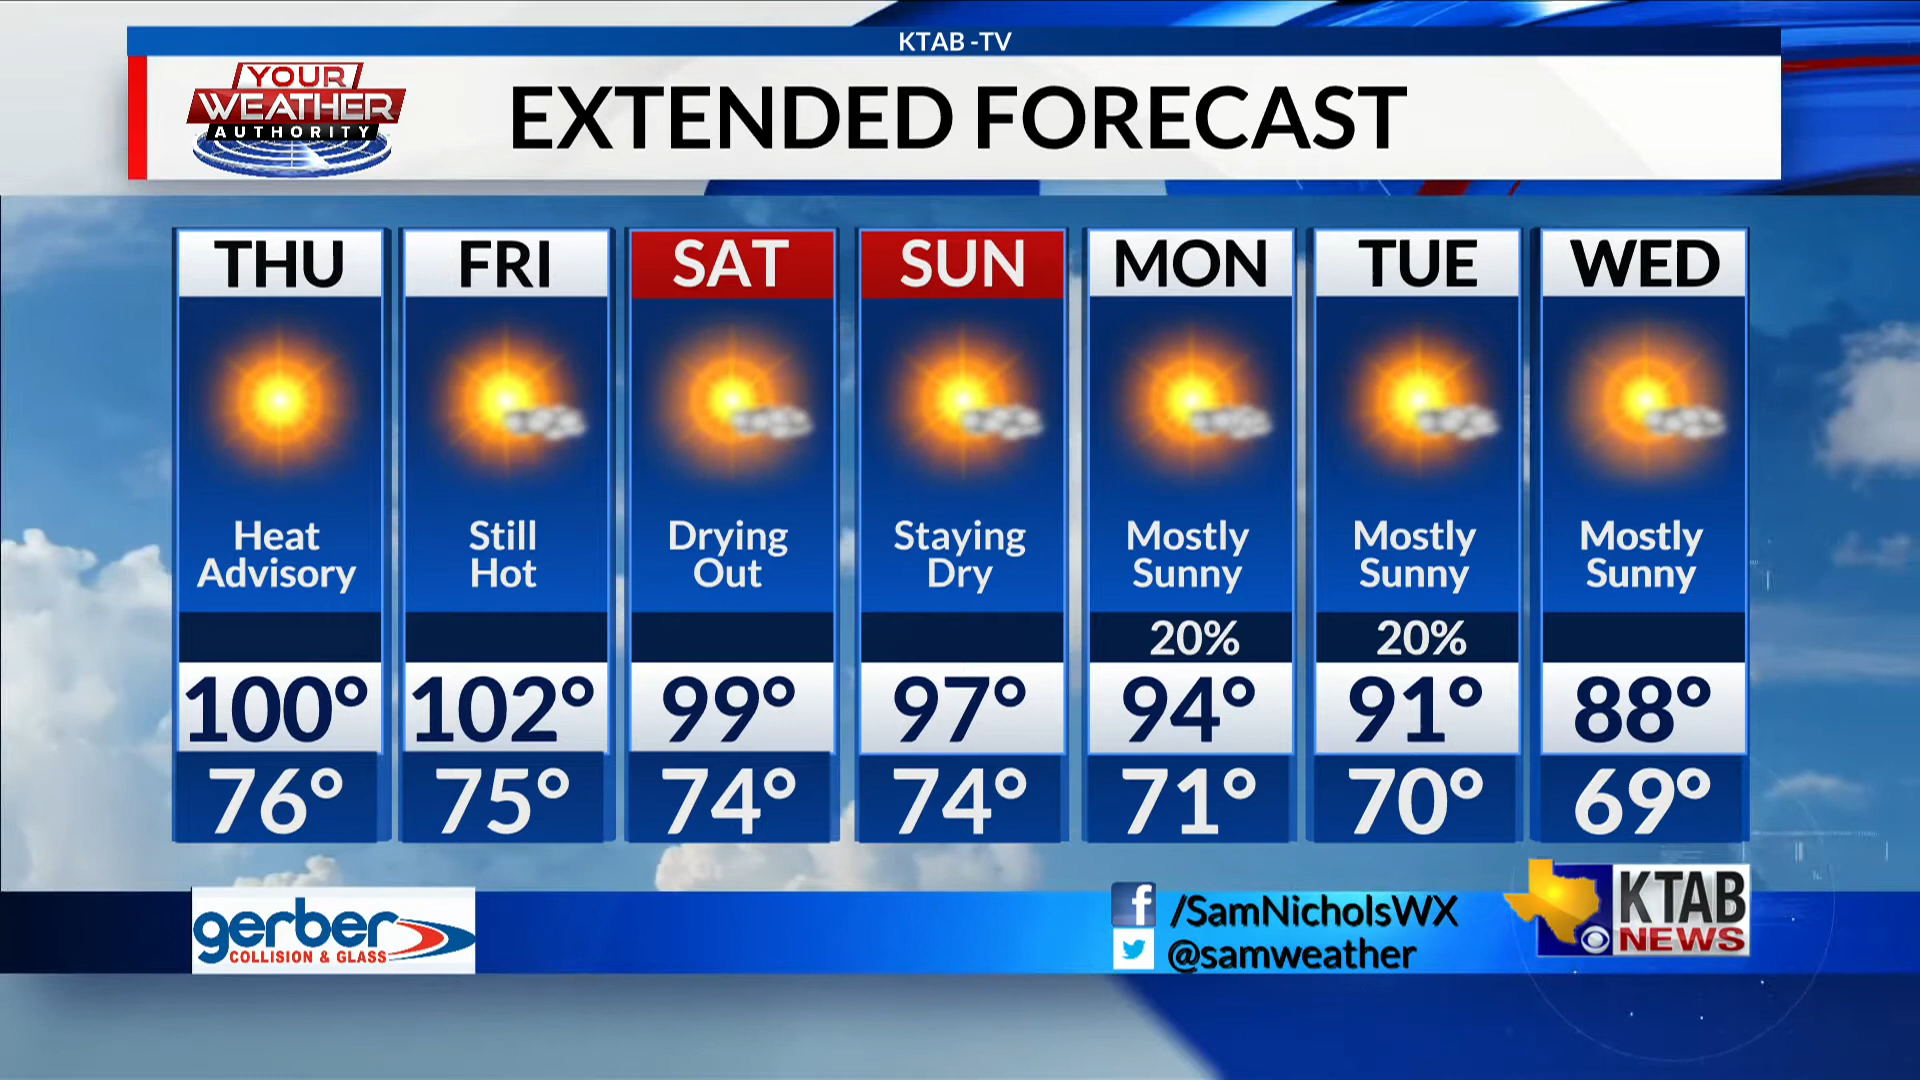 KTAB -TV
YOUR
WEATHER
AUTHORITY
EXTENDED FORECAST
THU FRI SAT SUN MON TUE WED
Heat Still Drying Staying Mostly Mostly Mostly
Advisory Hot Out Dry Sunny Sunny Sunny
20% 20%
100° 102° 99° 97° 94° 91° 88°
76° 75° 74° 74° 71° 70° 69°
gerber
COLLISION & GLASS
f /SamNicholsWX
@samweather
KTAB
NEWS